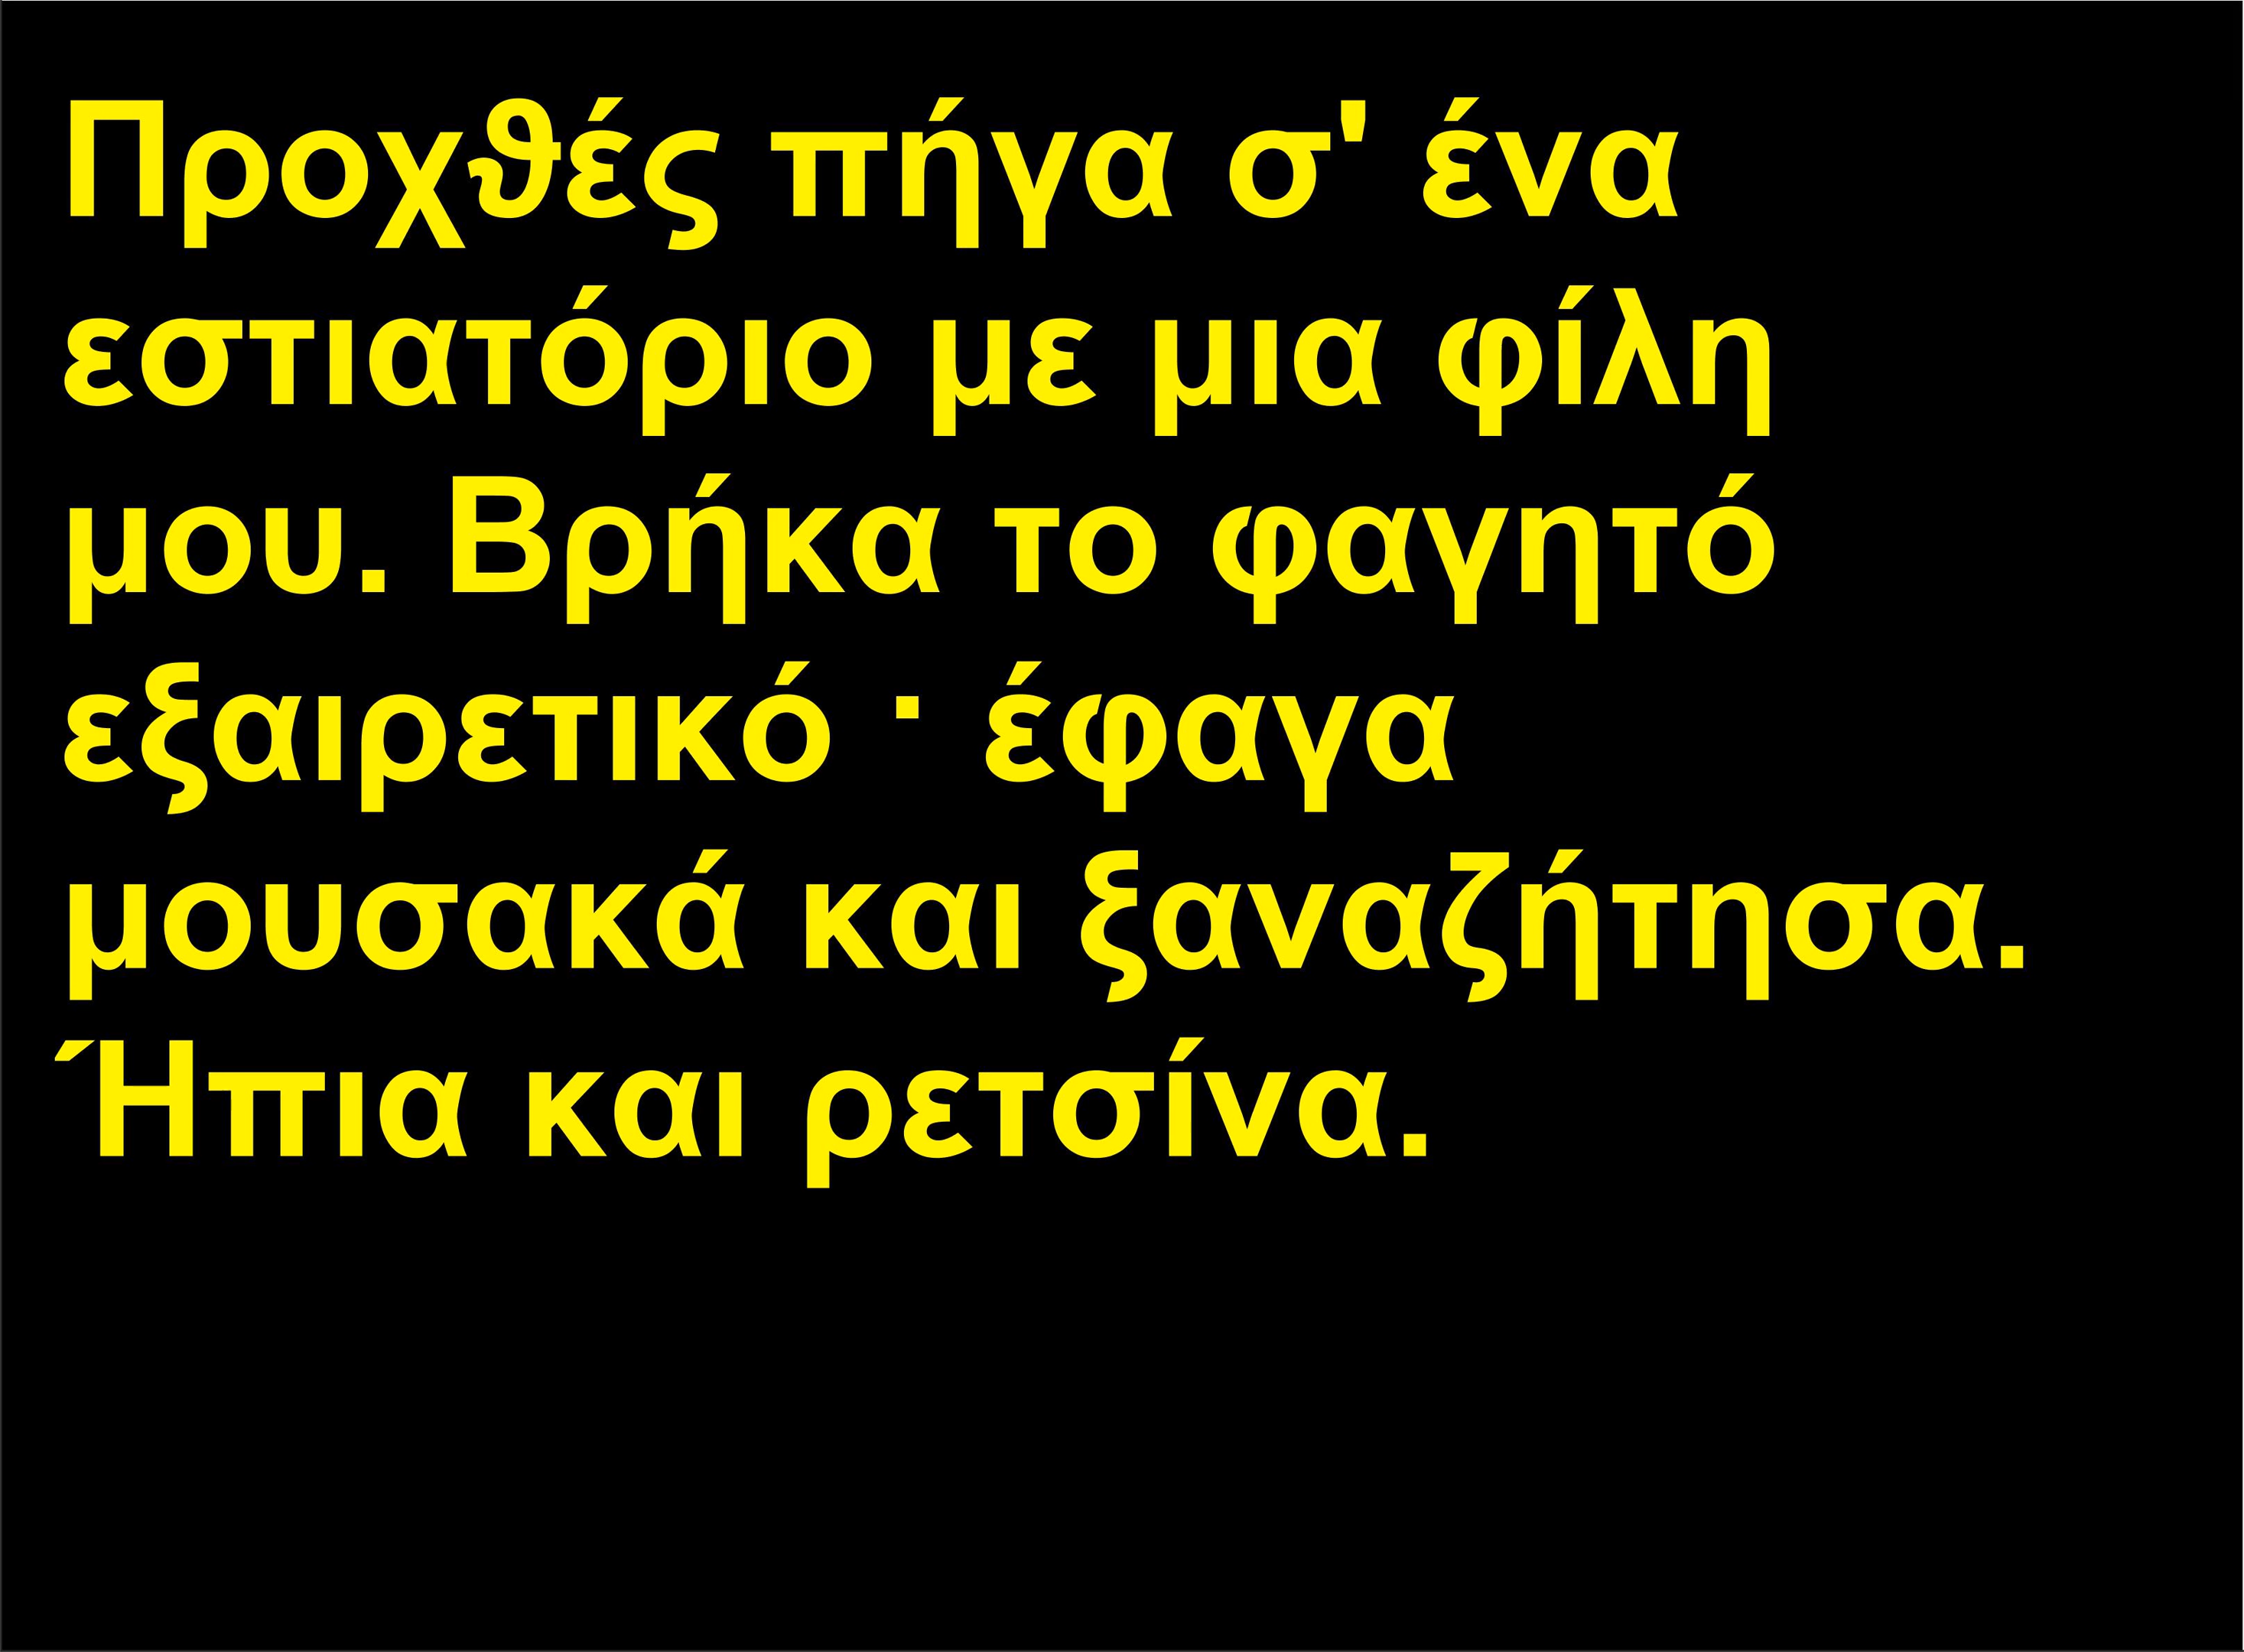 Προχϑές πήγα σ' ένα
εστιατόριο με μια φίλη
μου. Βρήκα το φαγητό
εξαιρετικό · έφαγα
μουσακά και ξαναζήτησα.
Ήπια και ρετσίνα.